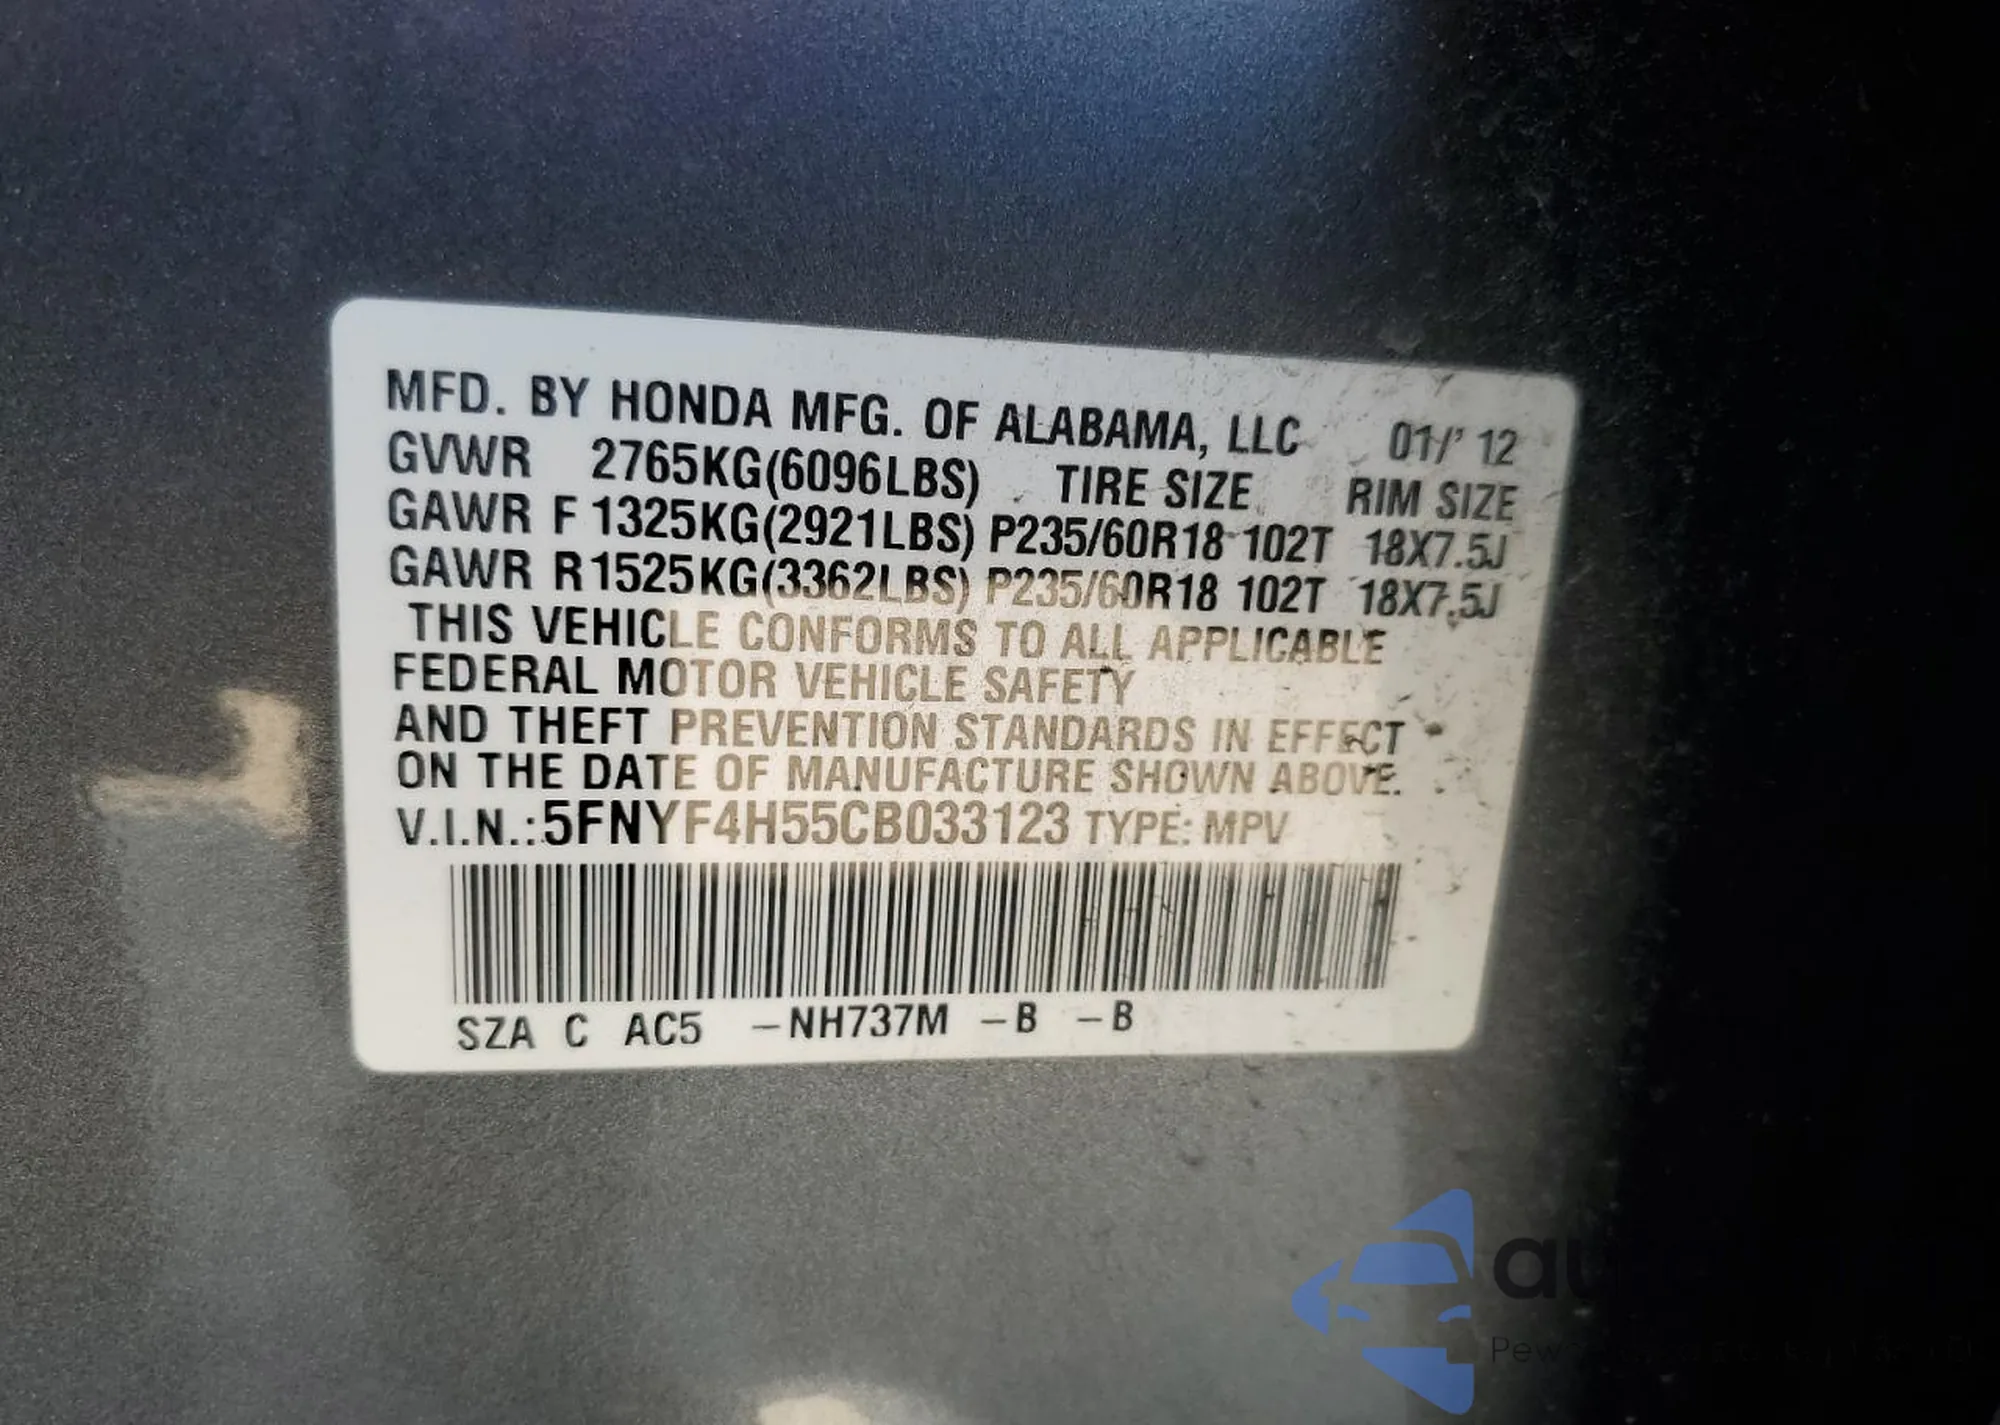 MFD. BY HONDA MFG. OF ALABAMA, LLC 01/' 12
GVWR 2765KG(6096LBS) TIRE SIZE RIM SIZE
GAWR F 1325KG(2921LBS) P235/60R18 102T 18X7.5J
GAWR R 1525KG(3362LBS) P235/60R18 102T 18X7.5J
THIS VEHICLE CONFORMS TO ALL APPLICABLE
FEDERAL MOTOR VEHICLE SAFETY
AND THEFT PREVENTION STANDARDS IN EFFECT
ON THE DATE OF MANUFACTURE SHOWN ABOVE.
V.I.N.:5FNYF4H55CB033123 TYPE: MPV
SZA C AC5 –NH737M –B –B